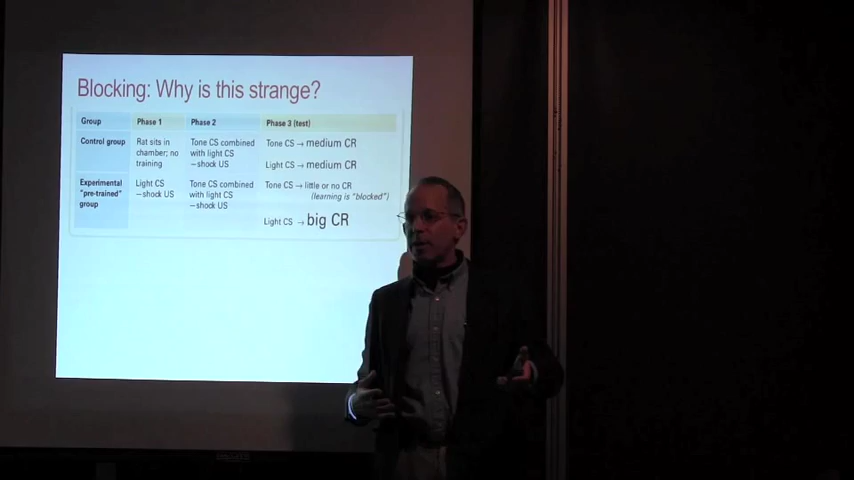 Blocking: Why is this strange?
Group Phase 1 Phase 2 Phase 3 (test)
Control group Rat sits in chamber; no training Tone CS combined with light CS –shock US Tone CS → medium CR
Light CS → medium CR
Experimental "pre-trained" group Light CS –shock US Tone CS combined with light CS –shock US Tone CS → little or no CR
(learning is "blocked")
Light CS → big CR